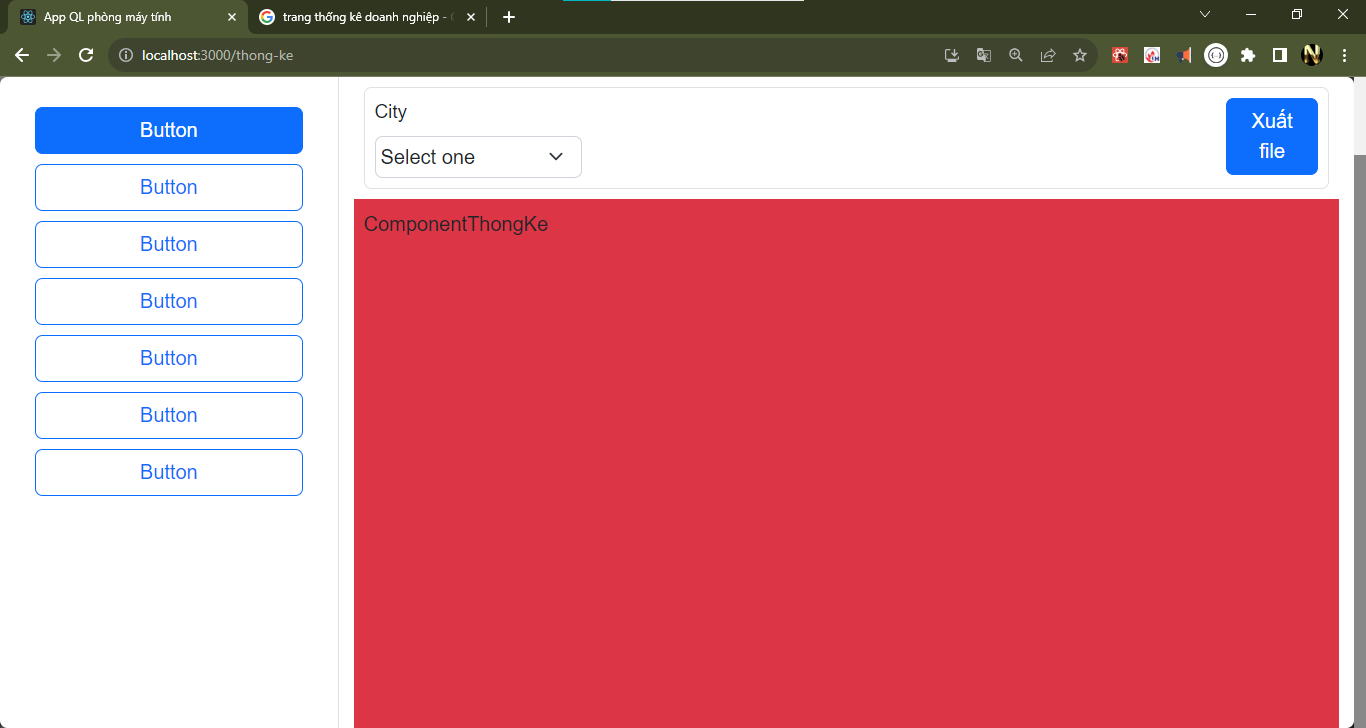 App QL phòng máy tính
trang thống kê doanh nghiệp -
localhost:3000/thong-ke
Button
Button
Button
Button
Button
Button
Button
City
Select one
Xuất
file
ComponentThongKe